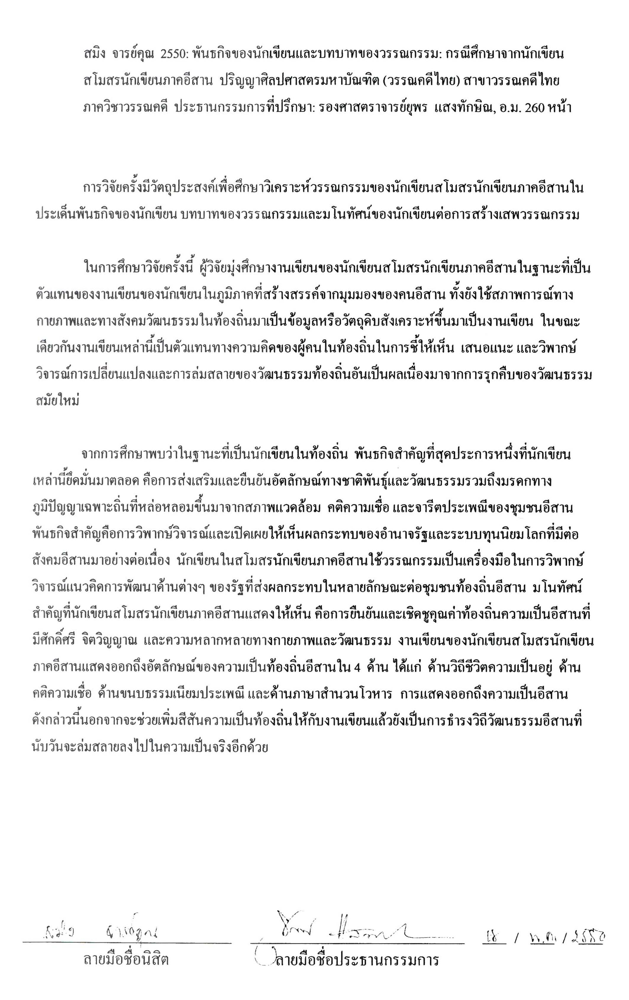 สมิง จารย์คุณ 2550: พันธกิจของนักเขียนและบทบาทของวรรณกรรม: กรณีศึกษาจากนักเขียน
สโมสรนักเขียนภาคอีสาน ปริญญาศิลปศาสตรมหาบัณฑิต (วรรณคดีไทย) สาขาวรรณคดีไทย
ภาควิชาวรรณคดี ประธานกรรมการที่ปรึกษา: รองศาสตราจารย์ยุพร แสงทักษิณ, อ.ม. 260 หน้า
การวิจัยครั้งมีวัตถุประสงค์เพื่อศึกษาวิเคราะห์วรรณกรรมของนักเขียนสโมสรนักเขียนภาคอีสานใน
ประเด็นพันธกิจของนักเขียน บทบาทของวรรณกรรมและมโนทัศน์ของนักเขียนต่อการสร้างเสพวรรณกรรม
ในการศึกษาวิจัยครั้งนี้ ผู้วิจัยมุ่งศึกษางานเขียนของนักเขียนสโมสรนักเขียนภาคอีสานในฐานะที่เป็น
ตัวแทนของงานเขียนของนักเขียนในภูมิภาคที่สร้างสรรค์จากมุมมองของคนอีสาน ทั้งยังใช้สภาพการณ์ทาง
กายภาพและทางสังคมวัฒนธรรมในท้องถิ่นมาเป็นข้อมูลหรือวัตถุดิบสังเคราะห์ขึ้นมาเป็นงานเขียน ในขณะ
เดียวกันงานเขียนเหล่านี้เป็นตัวแทนทางความคิดของผู้คนในท้องถิ่นในการชี้ให้เห็น เสนอแนะ และวิพากษ์
วิจารณ์การเปลี่ยนแปลงและการล่มสลายของวัฒนธรรมท้องถิ่นอันเป็นผลเนื่องมาจากการรุกคืบของวัฒนธรรม
สมัยใหม่
จากการศึกษาพบว่าในฐานะที่เป็นนักเขียนในท้องถิ่น พันธกิจสำคัญที่สุดประการหนึ่งที่นักเขียน
เหล่านี้ยึดมั่นมาตลอด คือการส่งเสริมและยืนยันอัตลักษณ์ทางชาติพันธุ์และวัฒนธรรมรวมถึงมรดกทาง
ภูมิปัญญาเฉพาะถิ่นที่หล่อหลอมขึ้นมาจากสภาพแวดล้อม คติความเชื่อ และจารีตประเพณีของชุมชนอีสาน
พันธกิจสำคัญคือการวิพากษ์วิจารณ์และเปิดเผยให้เห็นผลกระทบของอำนาจรัฐและระบบทุนนิยมโลกที่มีต่อ
สังคมอีสานมาอย่างต่อเนื่อง นักเขียนในสโมสรนักเขียนภาคอีสานใช้วรรณกรรมเป็นเครื่องมือในการวิพากษ์
วิจารณ์แนวคิดการพัฒนาด้านต่างๆ ของรัฐที่ส่งผลกระทบในหลายลักษณะต่อชุมชนท้องถิ่นอีสาน มโนทัศน์
สำคัญที่นักเขียนสโมสรนักเขียนภาคอีสานแสดงให้เห็น คือการยืนยันและเชิดชูคุณค่าท้องถิ่นความเป็นอีสานที่
มีศักดิ์ศรี จิตวิญญาณ และความหลากหลายทางกายภาพและวัฒนธรรม งานเขียนของนักเขียนสโมสรนักเขียน
ภาคอีสานแสดงออกถึงอัตลักษณ์ของความเป็นท้องถิ่นอีสานใน 4 ด้าน ได้แก่ ด้านวิถีชีวิตความเป็นอยู่ ด้าน
คติความเชื่อ ด้านขนบธรรมเนียมประเพณี และด้านภาษาสำนวนโวหาร การแสดงออกถึงความเป็นอีสาน
ดังกล่าวนี้นอกจากจะช่วยเพิ่มสีสันความเป็นท้องถิ่นให้กับงานเขียนแล้วยังเป็นการธำรงวิถีวัฒนธรรมอีสานที่
นับวันจะล่มสลายลงไปในความเป็นจริงอีกด้วย
สมิง จารย์คุณ / พ.ค. / 2550
ลายมือชื่อนิสิต ลายมือชื่อประธานกรรมการ